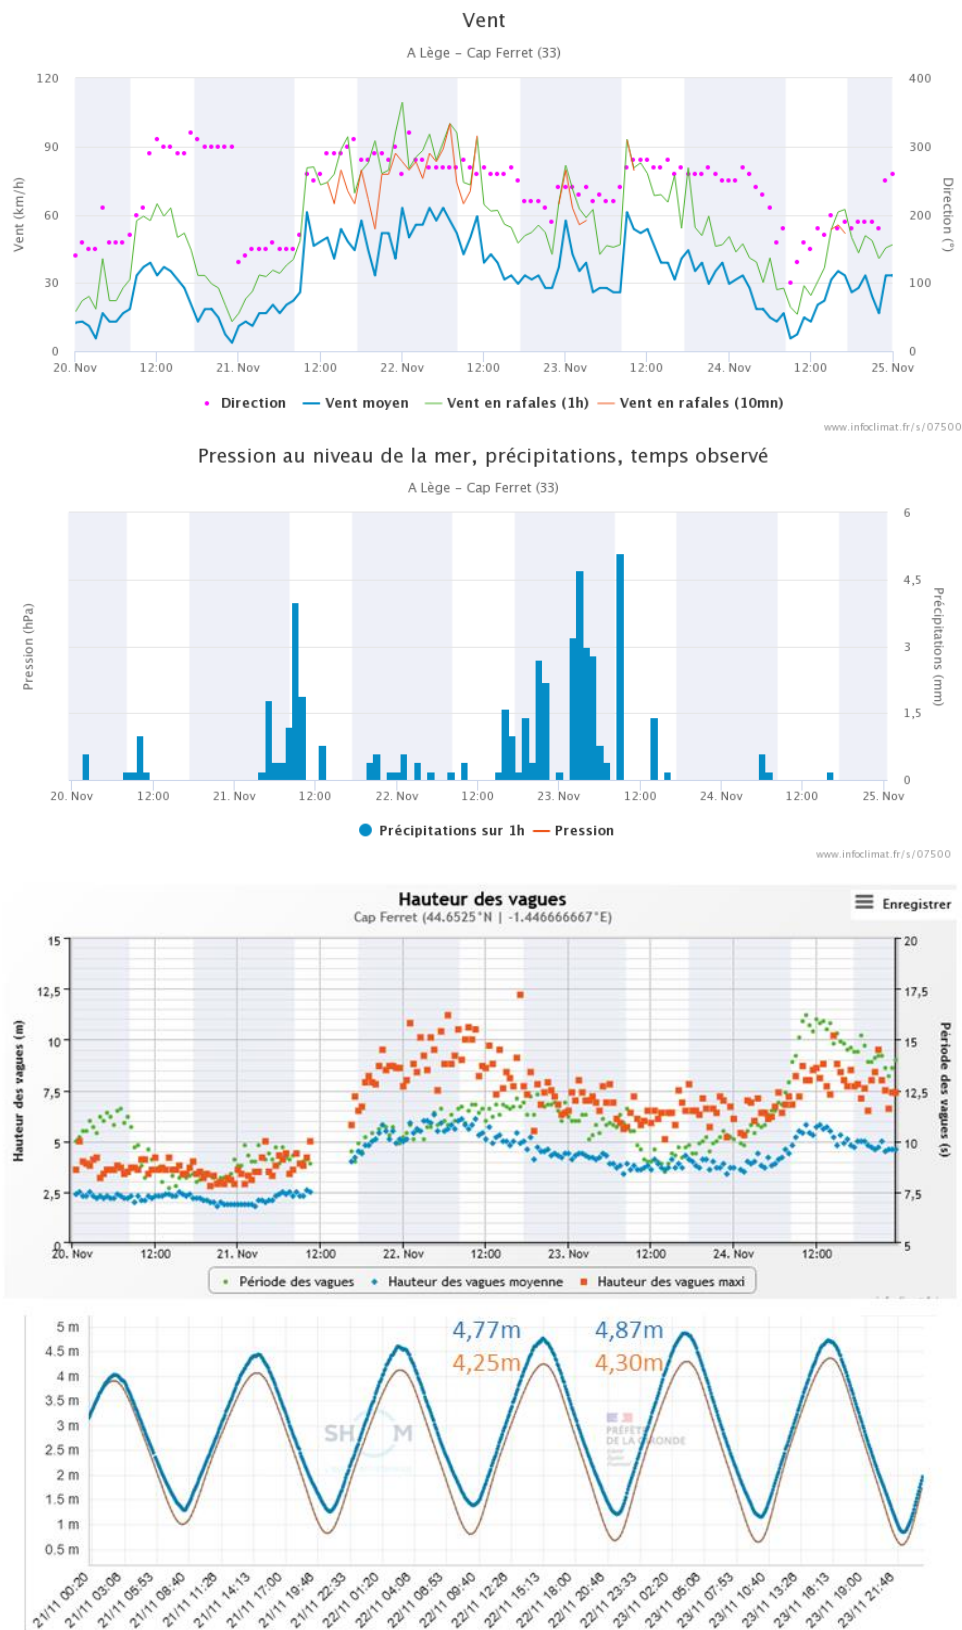 Vent
A Lège – Cap Ferret (33)
120
90
60
30
0
Vent (km/h)
400
300
200
100
0
Direction (°)
20. Nov 12:00 21. Nov 12:00 22. Nov 12:00 23. Nov 12:00 24. Nov 12:00 25. Nov
Direction Vent moyen Vent en rafales (1h) Vent en rafales (10mn)
www.infoclimat.fr/s/07500
Pression au niveau de la mer, précipitations, temps observé
A Lège – Cap Ferret (33)
Pression (hPa)
6
4,5
3
1,5
0
Précipitations (mm)
20. Nov 12:00 21. Nov 12:00 22. Nov 12:00 23. Nov 12:00 24. Nov 12:00 25. Nov
Précipitations sur 1h Pression
www.infoclimat.fr/s/07500
Hauteur des vagues
Cap Ferret (44.6525°N | -1.446666667°E)
Enregistrer
15
12,5
10
7,5
5
2,5
0
Hauteur des vagues (m)
20
17,5
15
12,5
10
7,5
5
Période des vagues (s)
20. Nov 12:00 21. Nov 12:00 22. Nov 12:00 23. Nov 12:00 24. Nov 12:00
Période des vagues Hauteur des vagues moyenne Hauteur des vagues maxi
5 m
4.5 m
4 m
3.5 m
3 m
2.5 m
2 m
1.5 m
1 m
0.5 m
4,77m 4,87m
4,25m 4,30m
SH M
PRÉFÈTE
DE LA GIRONDE
21/11 00:20 21/11 03:06 21/11 05:53 21/11 08:40 21/11 11:26 21/11 14:13 21/11 17:00 21/11 19:46 21/11 22:33 22/11 01:20 22/11 04:06 22/11 06:53 22/11 09:40 22/11 12:26 22/11 15:13 22/11 18:00 22/11 20:46 22/11 23:33 23/11 02:20 23/11 05:06 23/11 07:53 23/11 10:40 23/11 13:26 23/11 16:13 23/11 19:00 23/11 21:46